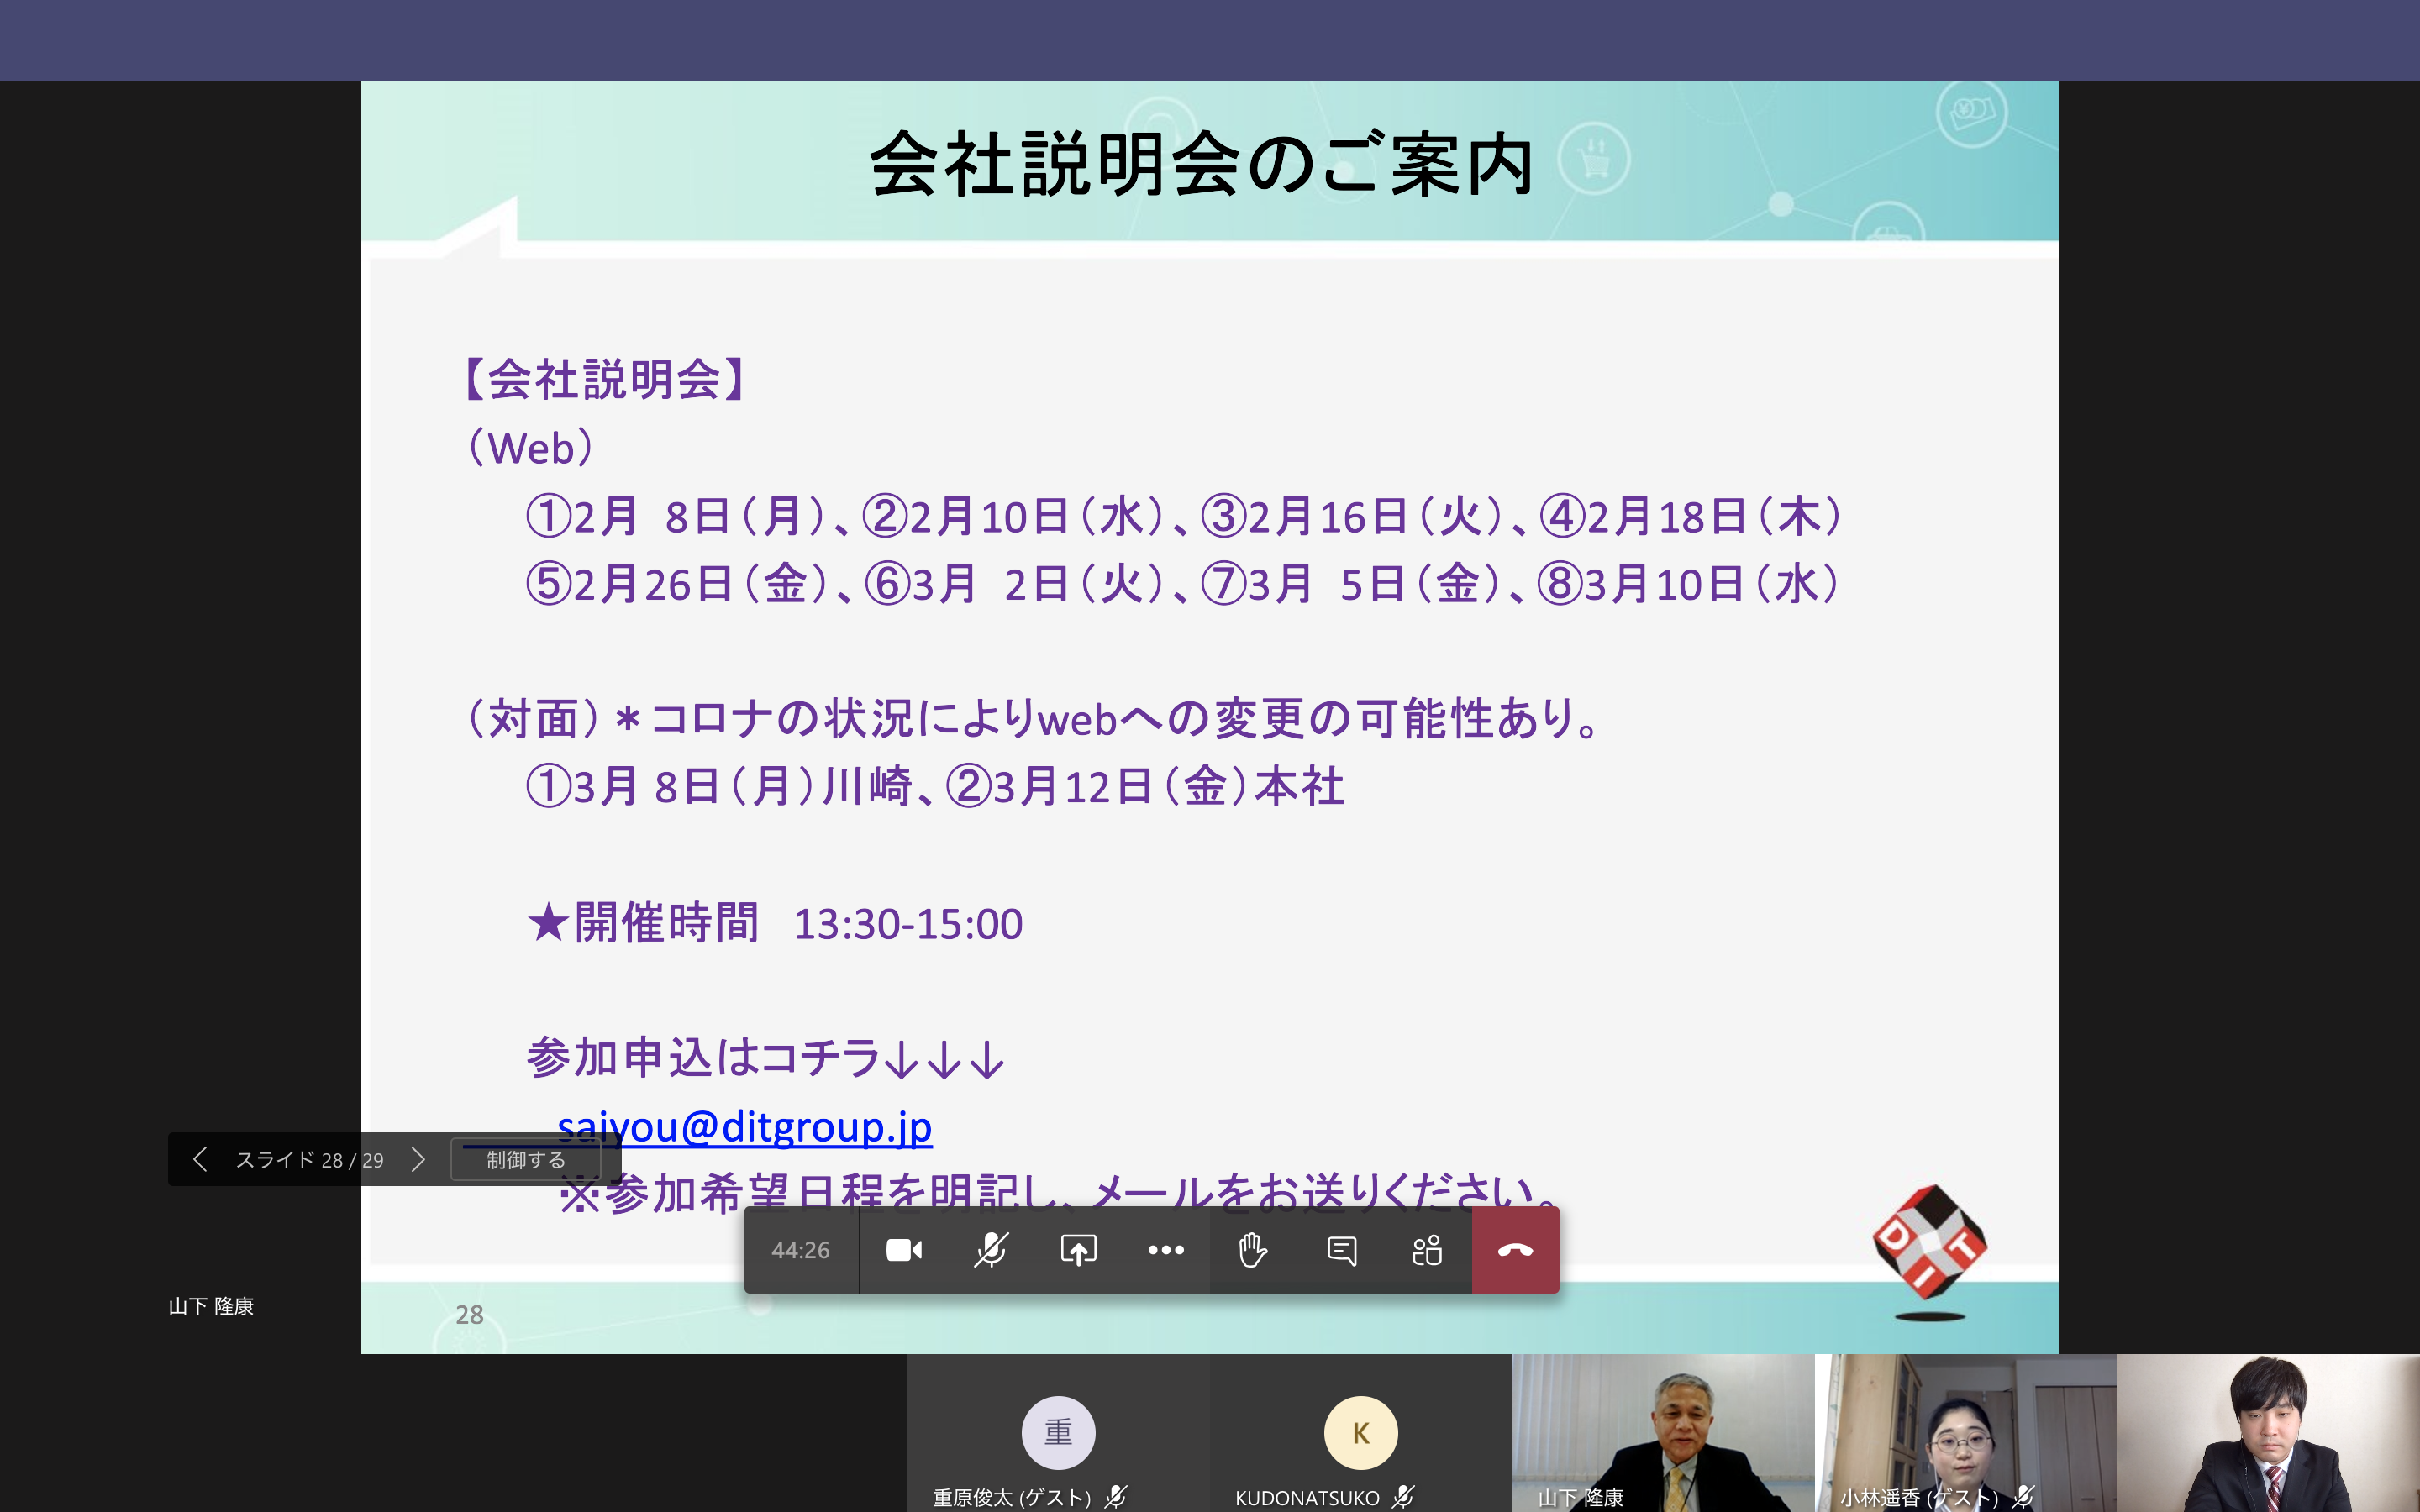 会社説明会のご案内
【会社説明会】
（Web）
①2月 8日（月）、②2月10日（水）、③2月16日（火）、④2月18日（木）
⑤2月26日（金）、⑥3月 2日（火）、⑦3月 5日（金）、⑧3月10日（水）
（対面）＊コロナの状況によりwebへの変更の可能性あり。
①3月 8日（月）川崎、②3月12日（金）本社
★開催時間 13:30-15:00
参加申込はコチラ↓↓↓
saiyou@ditgroup.jp
スライド 28 / 29 制御する
※参加希望日程を明記し、メールをお送りください。
44:26
DIT
山下 隆康
28
重
K
重原俊太 (ゲスト)
KUDONATSUKO
山下 隆康
小林遥香 (ゲスト)